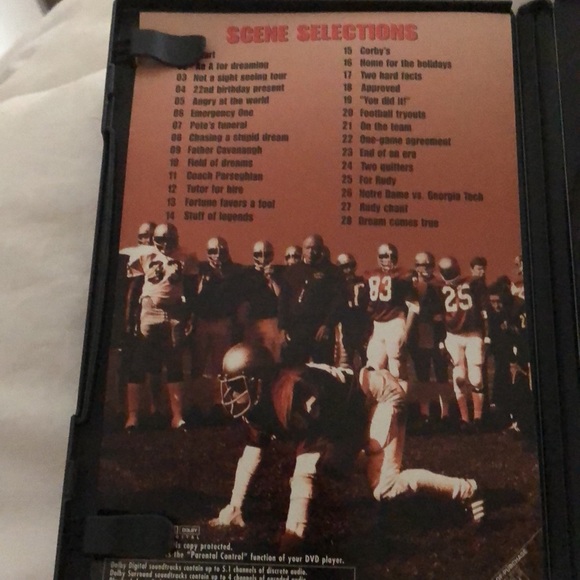 SCENE SELECTIONS
A for dreaming
03 Not a sight seeing tour
04 22nd birthday present
05 Angry at the world
06 Emergency One
07 Pete's funeral
08 Chasing a stupid dream
09 Father Cavanaugh
10 Field of dreams
11 Coach Parseghian
12 Tutor for hire
13 Fortune favors a fool
14 Stuff of legends
15 Corby's
16 Home for the holidays
17 Two hard facts
18 Approved
19 "You did it!"
20 Football tryouts
21 On the team
22 One-game agreement
23 End of an era
24 Two quitters
25 For Rudy
26 Notre Dame vs. Georgia Tech
27 Rudy chant
28 Dream comes true
83
25
is copy protected.
the "Parental Control" function of your DVD player.
Dolby Digital soundtracks contain up to 5.1 channels of discrete audio.
Dolby Surround soundtracks contain up to 4 channels of encoded audio.